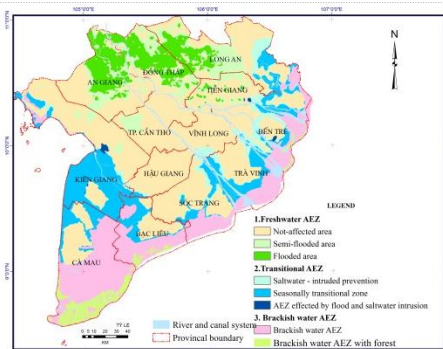 105°0'0"E 106°0'0"E 107°0'0"E
N
LONG AN
ĐỒNG THÁP
AN GIANG
TIỀN GIANG
TP. CẦN THƠ
VĨNH LONG
BẾN TRE
KIÊN GIANG
HẬU GIANG
TRÀ VINH
SÓC TRĂNG
BẠC LIÊU
CÀ MAU
LEGEND
1.Freshwater AEZ
Not-affected area
Semi-flooded area
Flooded area
2.Transitional AEZ
Saltwater - intruded prevention
Seasonally transitional zone
AEZ effected by flood and saltwater intrusion
3. Brackish water AEZ
Brackish water AEZ
Brackish water AEZ with forest
TỶ LỆ
KM
River and canal system
Provincal boundary